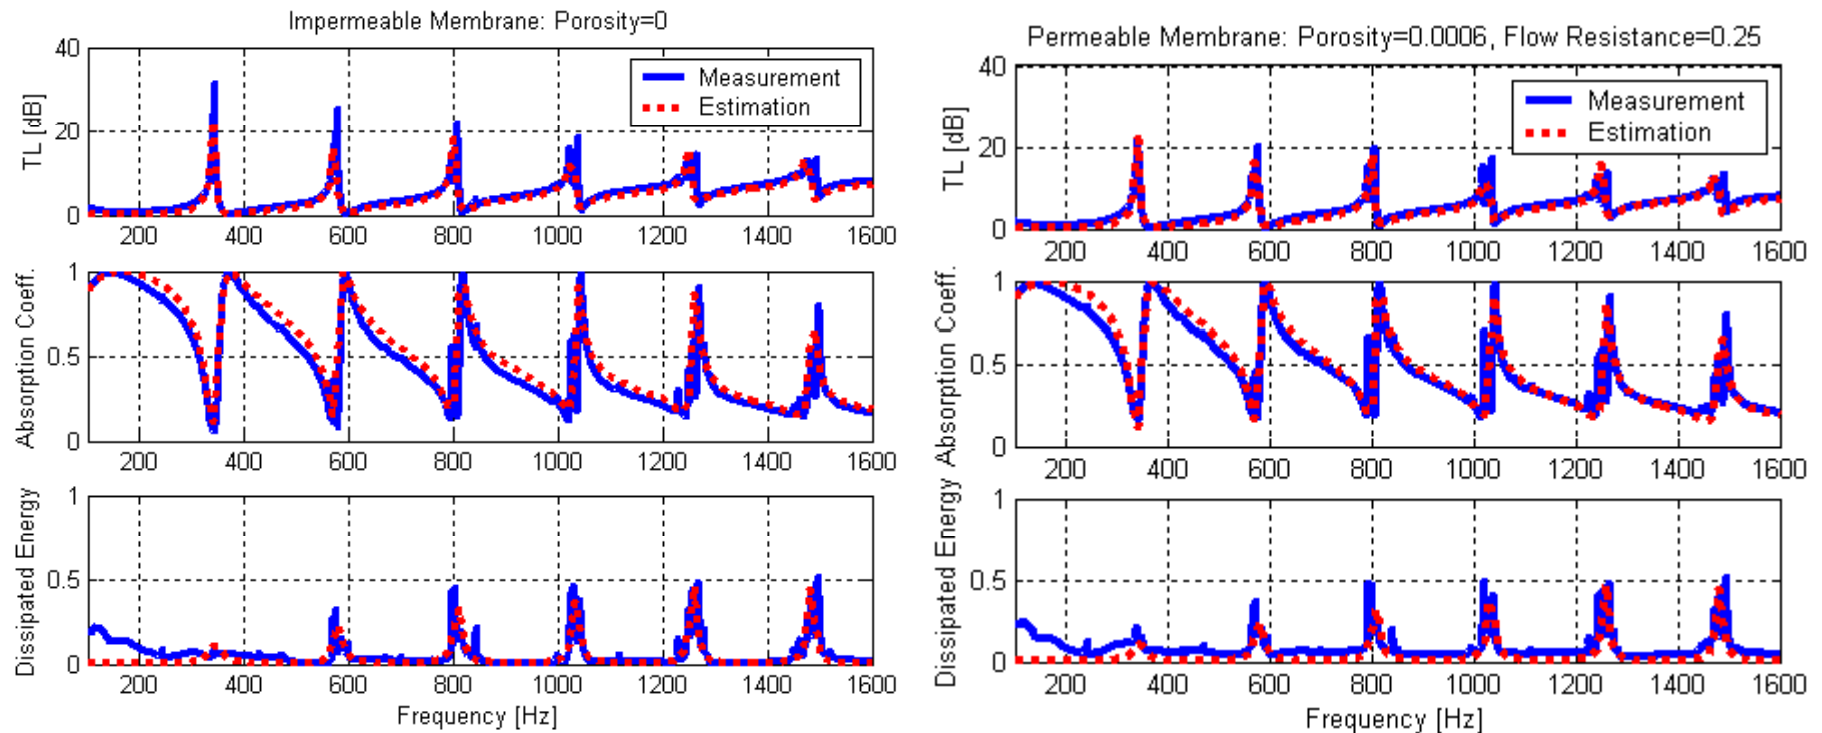 Impermeable Membrane: Porosity=0
40
20
0
TL [dB]
Measurement
Estimation
200 400 600 800 1000 1200 1400 1600
1
0.5
0
Absorption Coeff.
200 400 600 800 1000 1200 1400 1600
1
0.5
0
Dissipated Energy
200 400 600 800 1000 1200 1400 1600
Frequency [Hz]
Permeable Membrane: Porosity=0.0006, Flow Resistance=0.25
40
20
0
TL [dB]
Measurement
Estimation
200 400 600 800 1000 1200 1400 1600
1
0.5
0
Absorption Coeff.
200 400 600 800 1000 1200 1400 1600
1
0.5
0
Dissipated Energy
200 400 600 800 1000 1200 1400 1600
Frequency [Hz]